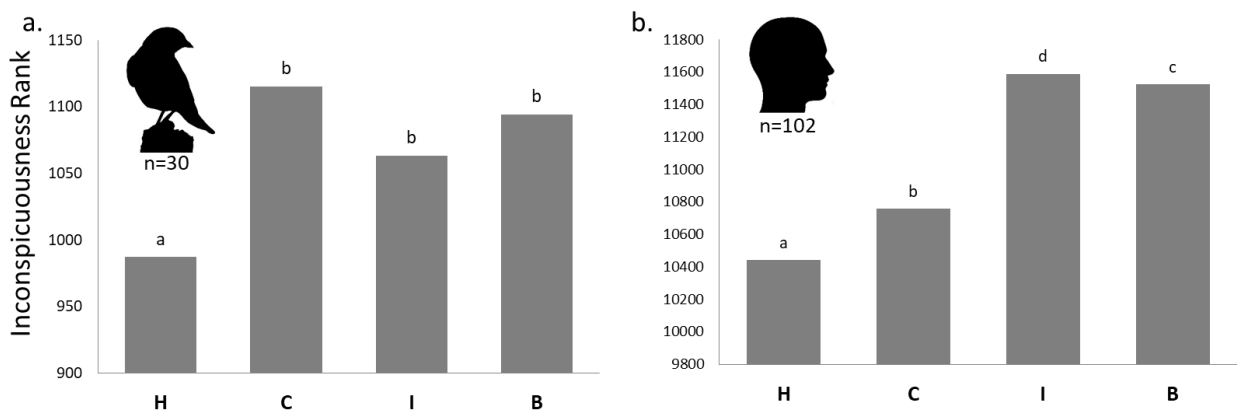 a.
Inconspicuousness Rank
1150
1100
1050
1000
950
900
n=30
a
b
b
b
H C I B
b.
11800
11600
11400
11200
11000
10800
10600
10400
10200
10000
9800
n=102
a
b
d
c
H C I B